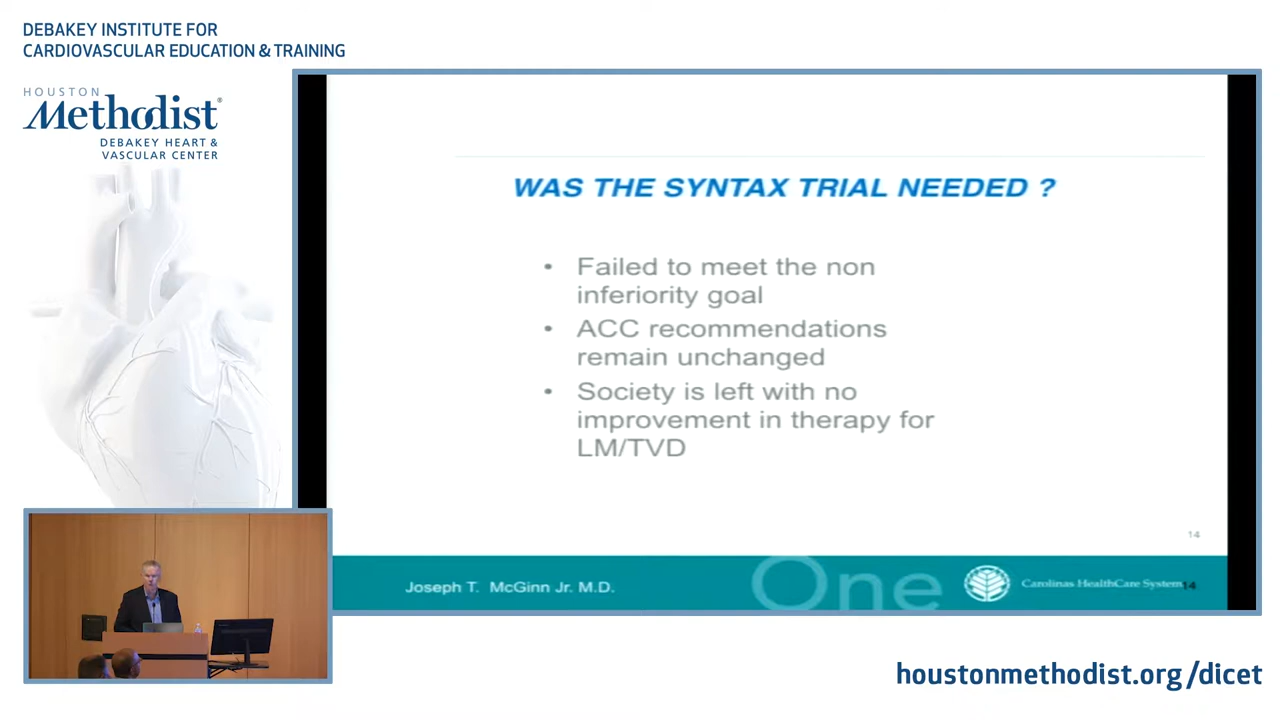 DEBAKEY INSTITUTE FOR
CARDIOVASCULAR EDUCATION & TRAINING
HOUSTON
Methodist®
DEBAKEY HEART &
VASCULAR CENTER
WAS THE SYNTAX TRIAL NEEDED ?
• Failed to meet the non
inferiority goal
• ACC recommendations
remain unchanged
• Society is left with no
improvement in therapy for
LM/TVD
14
Joseph T. McGinn Jr. M.D.
One
Carolinas HealthCare System
14
houstonmethodist.org/dicet